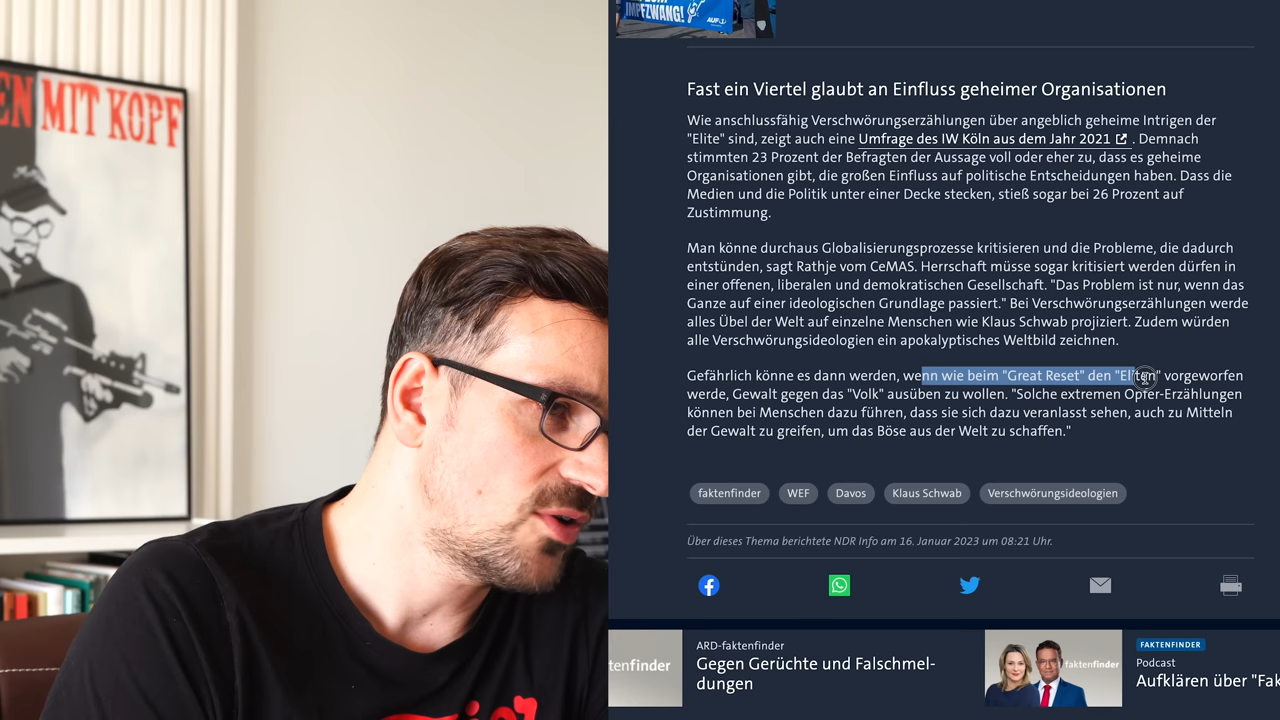 EN MIT KOPF
IMPFZWANG!
AUF1
Fast ein Viertel glaubt an Einfluss geheimer Organisationen
Wie anschlussfähig Verschwörungserzählungen über angeblich geheime Intrigen der
"Elite" sind, zeigt auch eine Umfrage des IW Köln aus dem Jahr 2021 . Demnach
stimmten 23 Prozent der Befragten der Aussage voll oder eher zu, dass es geheime
Organisationen gibt, die großen Einfluss auf politische Entscheidungen haben. Dass die
Medien und die Politik unter einer Decke stecken, stieß sogar bei 26 Prozent auf
Zustimmung.
Man könne durchaus Globalisierungsprozesse kritisieren und die Probleme, die dadurch
entstünden, sagt Rathje vom CeMAS. Herrschaft müsse sogar kritisiert werden dürfen in
einer offenen, liberalen und demokratischen Gesellschaft. "Das Problem ist nur, wenn das
Ganze auf einer ideologischen Grundlage passiert." Bei Verschwörungserzählungen werde
alles Übel der Welt auf einzelne Menschen wie Klaus Schwab projiziert. Zudem würden
alle Verschwörungsideologien ein apokalyptisches Weltbild zeichnen.
Gefährlich könne es dann werden, wenn wie beim "Great Reset" den "Eliten" vorgeworfen
werde, Gewalt gegen das "Volk" ausüben zu wollen. "Solche extremen Opfer-Erzählungen
können bei Menschen dazu führen, dass sie sich dazu veranlasst sehen, auch zu Mitteln
der Gewalt zu greifen, um das Böse aus der Welt zu schaffen."
faktenfinder
WEF
Davos
Klaus Schwab
Verschwörungsideologien
Über dieses Thema berichtete NDR Info am 16. Januar 2023 um 08:21 Uhr.
tenfinder
ARD-faktenfinder
Gegen Gerüchte und Falschmel-
dungen
faktenfinder
FAKTENFINDER
Podcast
Aufklären über "Fak